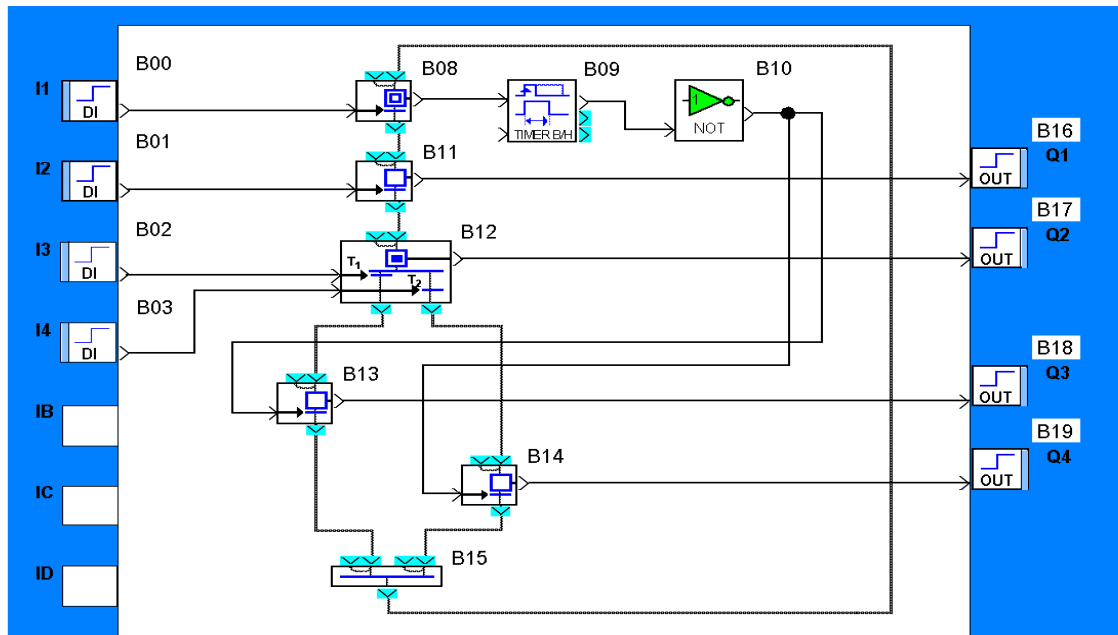 B00
B08
B09
B10
I1
DI
TIMER B/H
1
NOT
B01
B11
B16
Q1
I2
DI
OUT
B02
B12
B17
Q2
I3
DI
T1
T2
OUT
B03
I4
DI
B13
B18
Q3
OUT
IB
B14
B19
Q4
OUT
IC
B15
ID